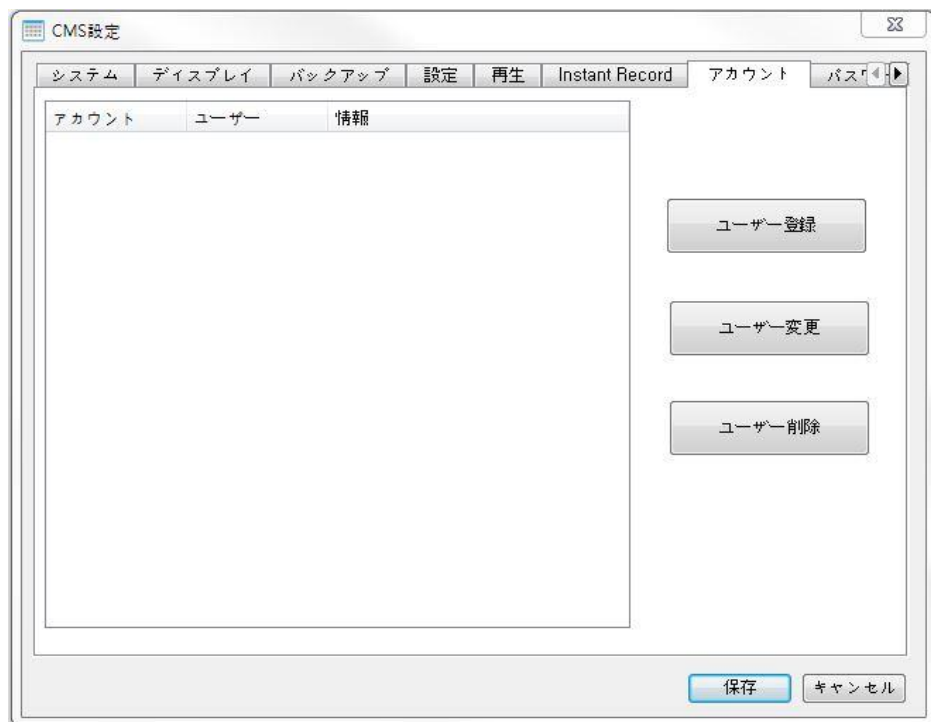 CMS設定
システム ディスプレイ バックアップ 設定 再生 Instant Record アカウント
アカウント ユーザー 情報
ユーザー登録
ユーザー変更
ユーザー削除
保存 キャンセル